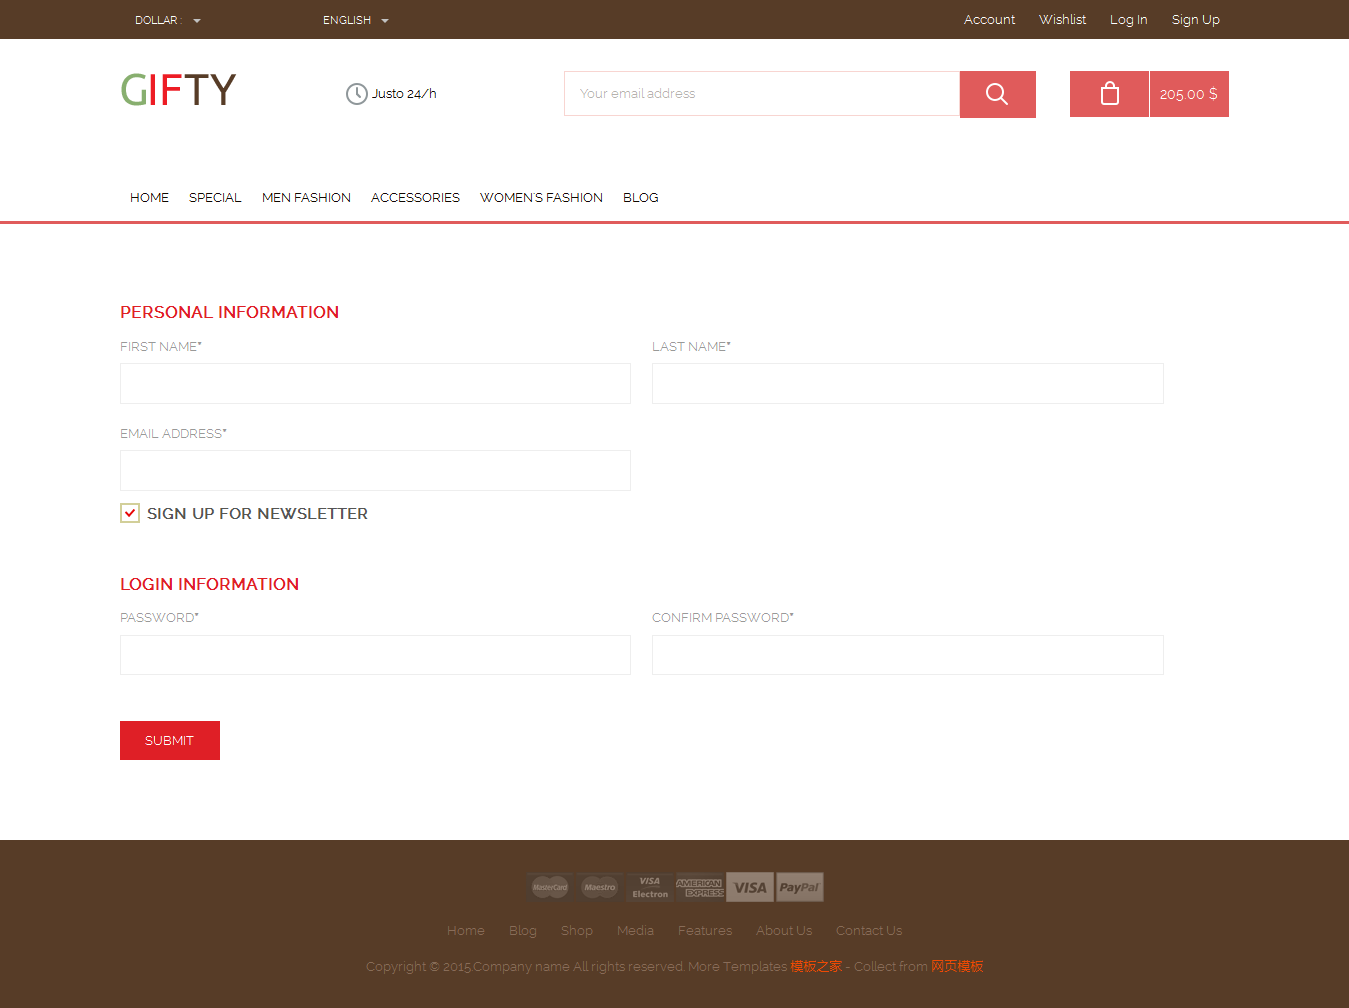 DOLLAR : ENGLISH Account Wishlist Log In Sign Up
GIFTY Justo 24/h Your email address 205.00 $
HOME SPECIAL MEN FASHION ACCESSORIES WOMEN'S FASHION BLOG
PERSONAL INFORMATION
FIRST NAME* LAST NAME*
EMAIL ADDRESS*
SIGN UP FOR NEWSLETTER
LOGIN INFORMATION
PASSWORD* CONFIRM PASSWORD*
SUBMIT
MasterCard Maestro VISA Electron AMERICAN EXPRESS VISA PayPal
Home Blog Shop Media Features About Us Contact Us
Copyright © 2015.Company name All rights reserved. More Templates 模板之家 - Collect from 网页模板